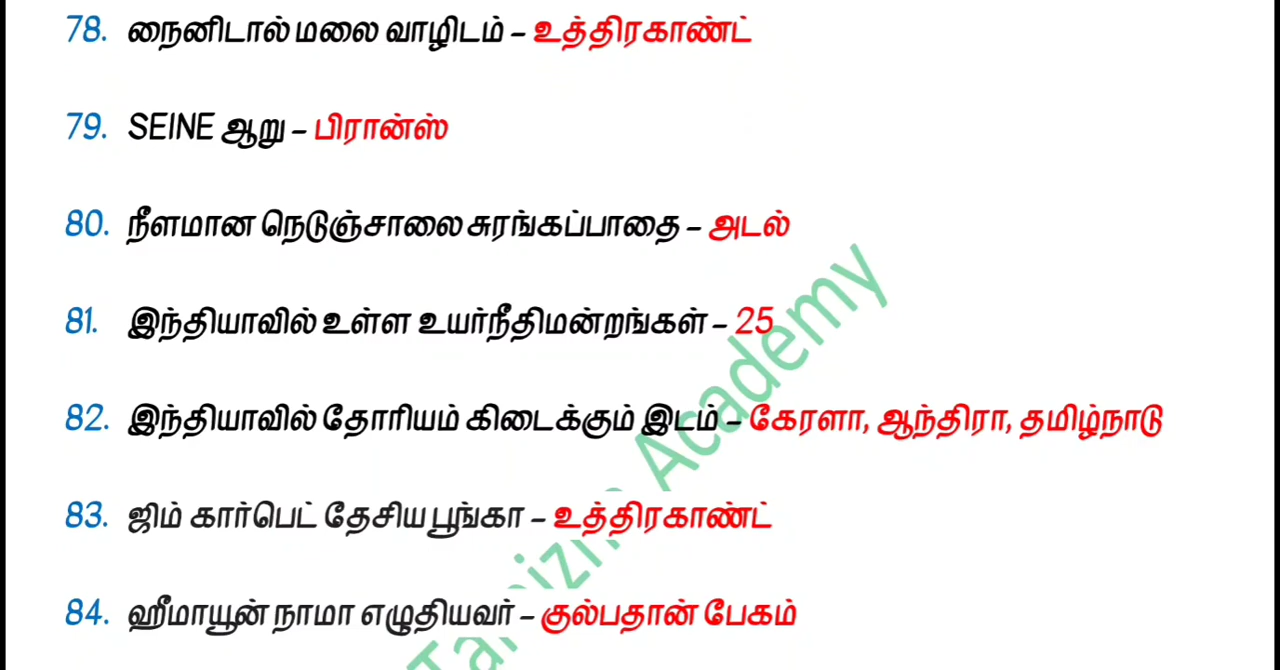 78. நைனிடால் மலை வாழிடம் – உத்திரகாண்ட்
79. SEINE ஆறு – பிரான்ஸ்
80. நீளமான நெடுஞ்சாலை சுரங்கப்பாதை – அடல்
81. இந்தியாவில் உள்ள உயர்நீதிமன்றங்கள் – 25
82. இந்தியாவில் தோரியம் கிடைக்கும் இடம் – கேரளா, ஆந்திரா, தமிழ்நாடு
83. ஜிம் கார்பெட் தேசிய பூங்கா – உத்திரகாண்ட்
84. ஹீமாயூன் நாமா எழுதியவர் – குல்பதான் பேகம்
Academy